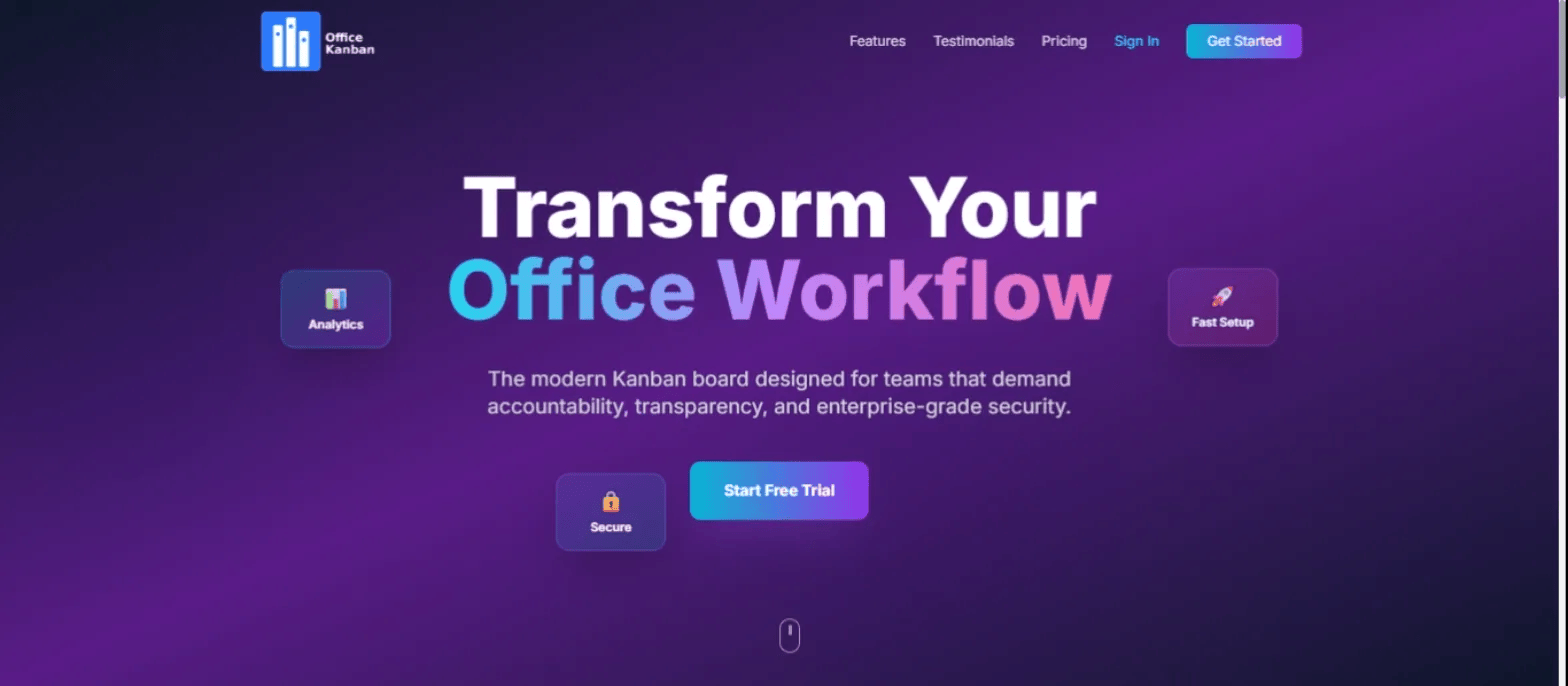 Office
Kanban
Features
Testimonials
Pricing
Sign In
Get Started
Transform Your
Office Workflow
Analytics
Fast Setup
The modern Kanban board designed for teams that demand
accountability, transparency, and enterprise-grade security.
Start Free Trial
Secure